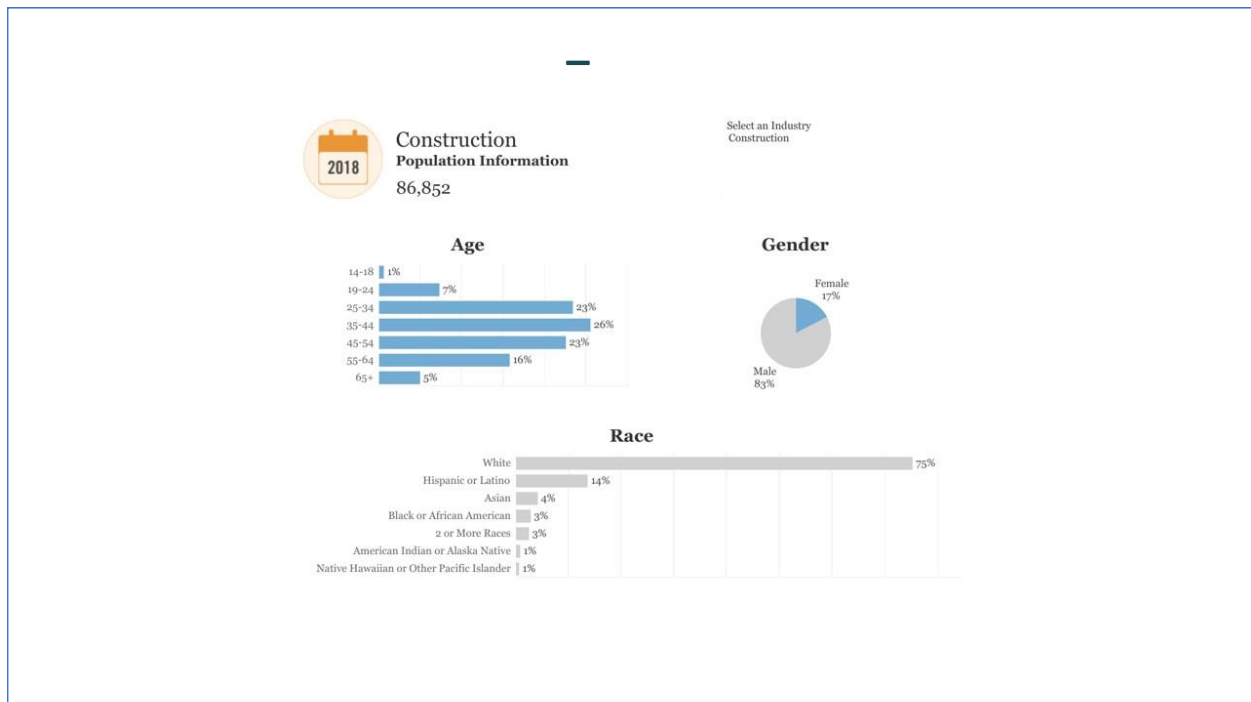 2018
Construction
Population Information
86,852
Select an Industry
Construction
Age
14-18 1%
19-24 7%
25-34 23%
35-44 26%
45-54 23%
55-64 16%
65+ 5%
Gender
Female
17%
Male
83%
Race
White 75%
Hispanic or Latino 14%
Asian 4%
Black or African American 3%
2 or More Races 3%
American Indian or Alaska Native 1%
Native Hawaiian or Other Pacific Islander 1%